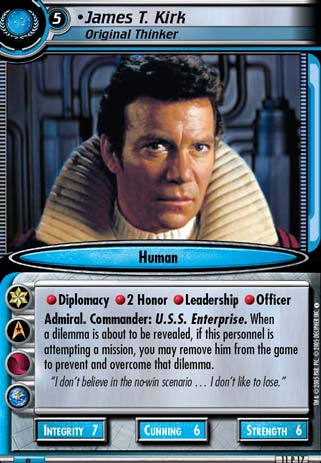 5
•James T. Kirk
Original Thinker
Human
Diplomacy 2 Honor Leadership Officer
Admiral. Commander: U.S.S. Enterprise. When
a dilemma is about to be revealed, if this personnel is
attempting a mission, you may remove him from the game
to prevent and overcome that dilemma.
"I don't believe in the no-win scenario ... I don't like to lose."
INTEGRITY 7
CUNNING 6
STRENGTH 6